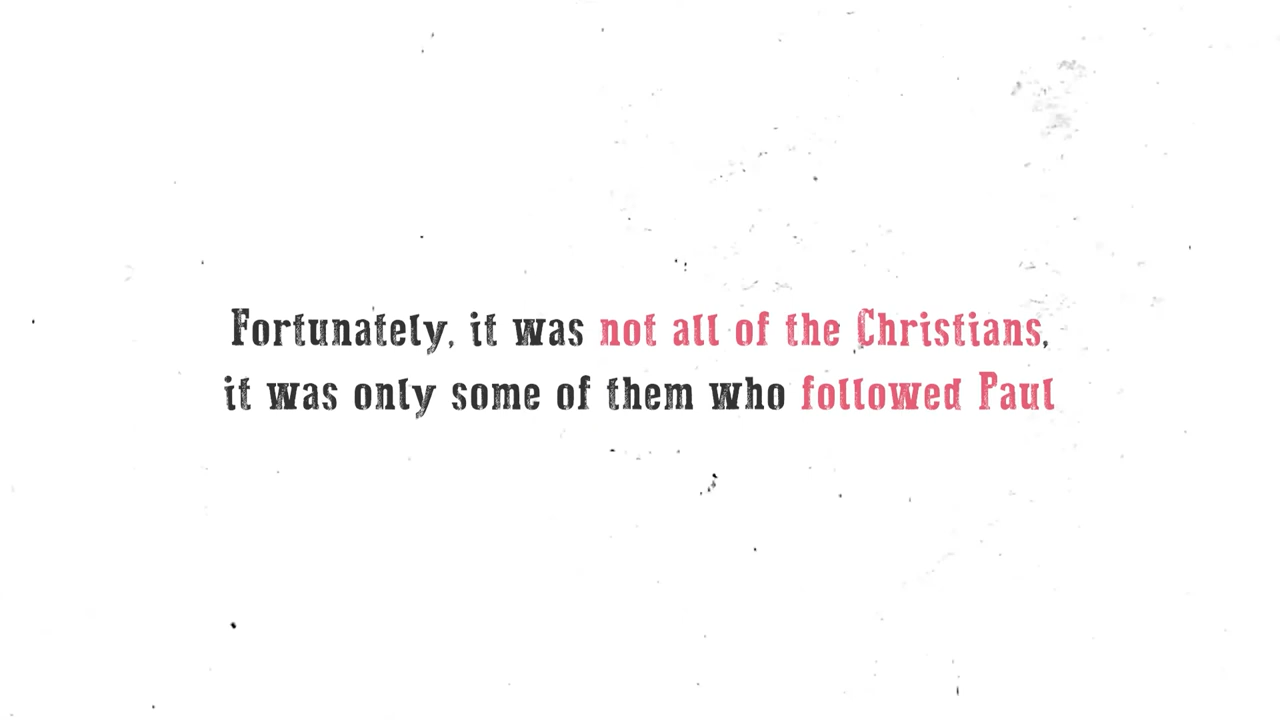 Fortunately, it was not all of the Christians,
it was only some of them who followed Paul